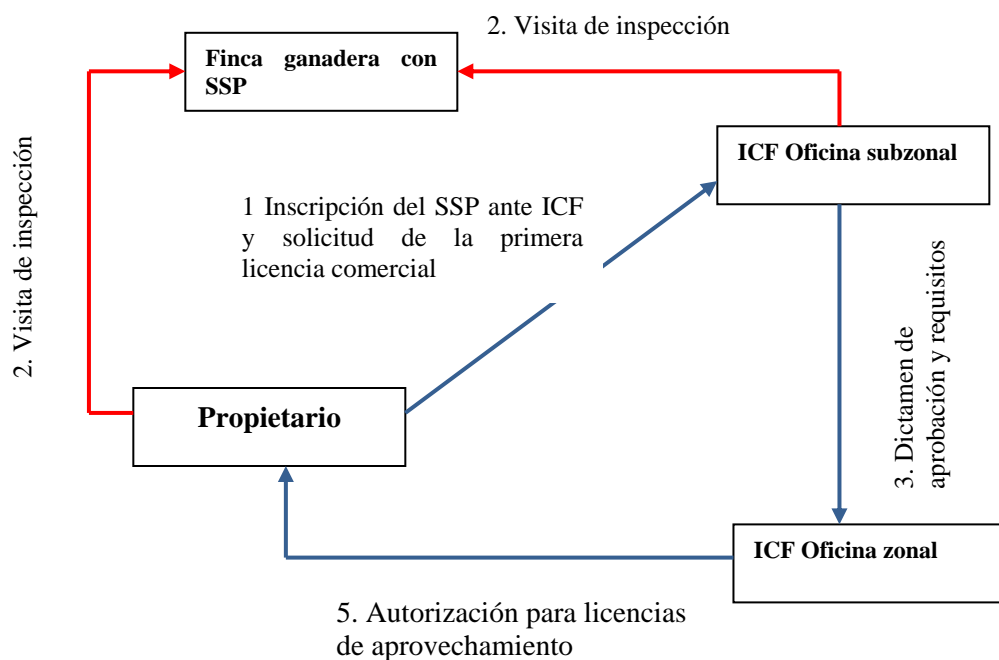 2. Visita de inspección
Finca ganadera con
SSP
ICF Oficina subzonal
2. Visita de inspección
1 Inscripción del SSP ante ICF
y solicitud de la primera
licencia comercial
3. Dictamen de
aprobación y requisitos
Propietario
ICF Oficina zonal
5. Autorización para licencias
de aprovechamiento